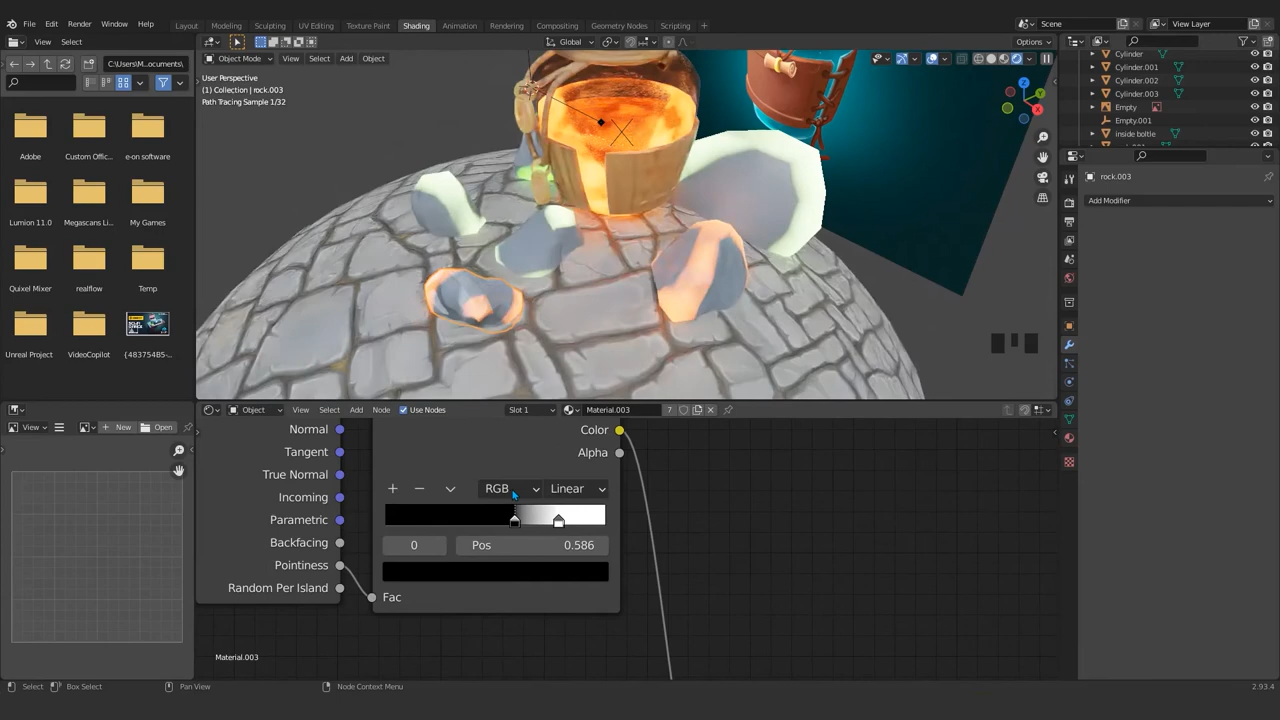 File Edit Render Window Help Layout Modeling Sculpting UV Editing Texture Paint Shading Animation Rendering Compositing Geometry Nodes Scripting + Scene View Layer
View Select Global Options
C:\Users\M..ocuments\ Object Mode View Select Add Object
User Perspective
(1) Collection | rock.003
Path Tracing Sample 1/32
Adobe Custom Offic... e-on software
Lumion 11.0 Megascans Li... My Games
Quixel Mixer realflow Temp
Unreal Project VideoCopilot {483754B5-...
Z
Y
X
Cylinder
Cylinder.001
Cylinder.002
Cylinder.003
Empty
Empty.001
inside boltle
rock.003
Add Modifier
View + New Open
Object View Select Add Node Use Nodes Slot 1 Material.003 7
Normal
Tangent
True Normal
Incoming
Parametric
Backfacing
Pointiness
Random Per Island
Color
Alpha
+ − RGB Linear
0 Pos 0.586
Fac
Material.003
Select Box Select Pan View Node Context Menu 2.93.4